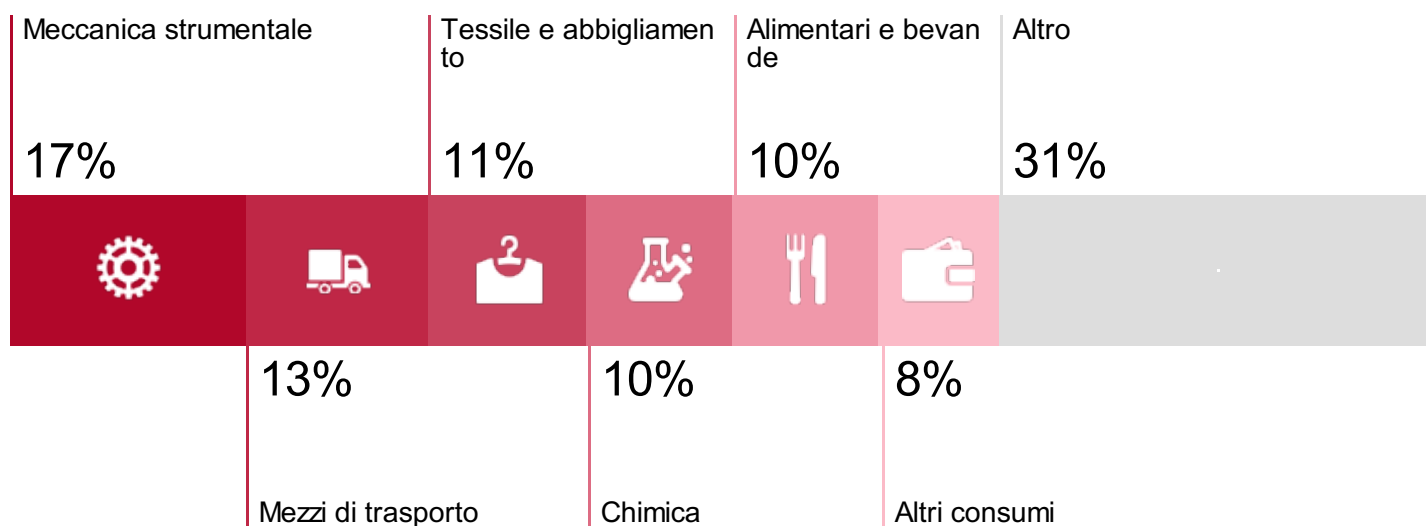 Meccanica strumentale
Tessile e abbigliamen
to
Alimentari e bevan
de
Altro
17%
11%
10%
31%
13%
10%
8%
Mezzi di trasporto
Chimica
Altri consumi